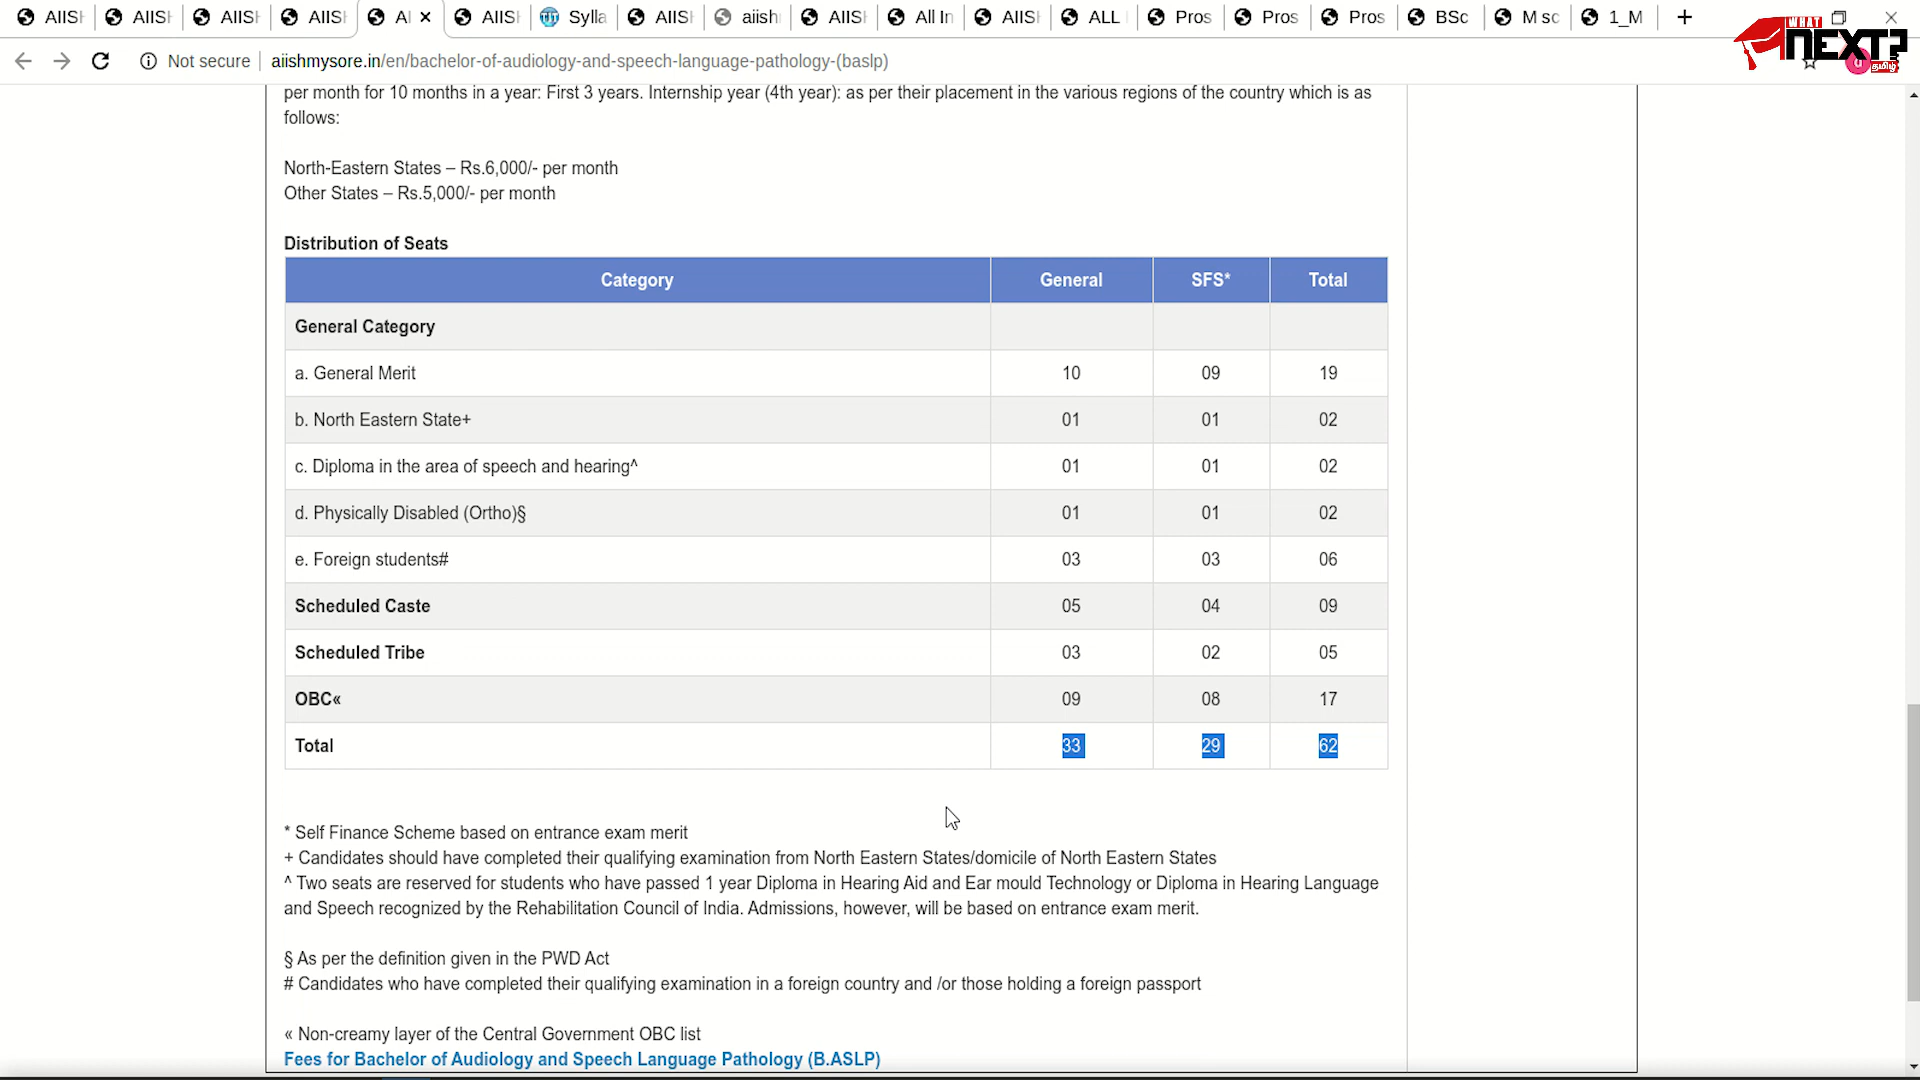 AIISH AIISH AIISH AIISH AI AIISH Sylla AIISH aiish AIISH All In AIISH ALL Pros Pros Pros BSc M sc 1_M
WHAT NEXT? தமிழ்
Not secure aiishmysore.in/en/bachelor-of-audiology-and-speech-language-pathology-(baslp)
per month for 10 months in a year: First 3 years. Internship year (4th year): as per their placement in the various regions of the country which is as
follows:
North-Eastern States – Rs.6,000/- per month
Other States – Rs.5,000/- per month
Distribution of Seats
Category General SFS* Total
General Category
a. General Merit 10 09 19
b. North Eastern State+ 01 01 02
c. Diploma in the area of speech and hearing^ 01 01 02
d. Physically Disabled (Ortho)§ 01 01 02
e. Foreign students# 03 03 06
Scheduled Caste 05 04 09
Scheduled Tribe 03 02 05
OBC« 09 08 17
Total 33 29 62
* Self Finance Scheme based on entrance exam merit
+ Candidates should have completed their qualifying examination from North Eastern States/domicile of North Eastern States
^ Two seats are reserved for students who have passed 1 year Diploma in Hearing Aid and Ear mould Technology or Diploma in Hearing Language
and Speech recognized by the Rehabilitation Council of India. Admissions, however, will be based on entrance exam merit.
§ As per the definition given in the PWD Act
# Candidates who have completed their qualifying examination in a foreign country and /or those holding a foreign passport
« Non-creamy layer of the Central Government OBC list
Fees for Bachelor of Audiology and Speech Language Pathology (B.ASLP)